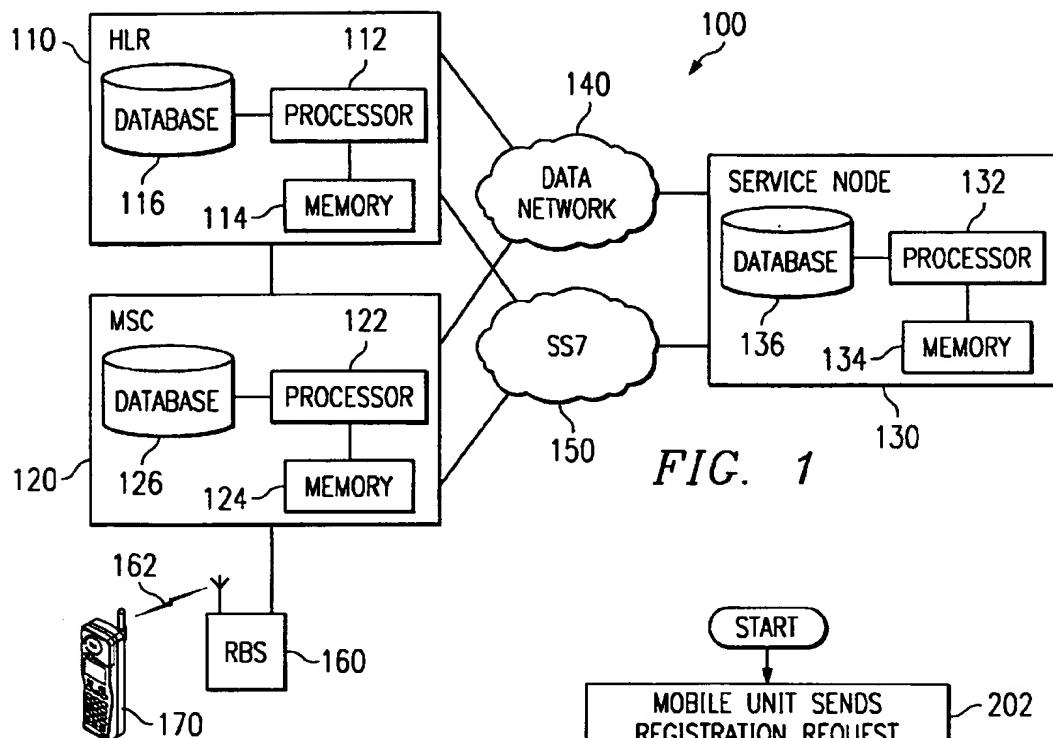 100
110
HLR
112
140
DATABASE
PROCESSOR
116
114
MEMORY
DATA
NETWORK
SERVICE NODE
132
DATABASE
PROCESSOR
136
134
MEMORY
130
MSC
122
SS7
150
DATABASE
PROCESSOR
120
126
124
MEMORY
FIG. 1
162
RBS
160
170
START
MOBILE UNIT SENDS
REGISTRATION REQUEST
202